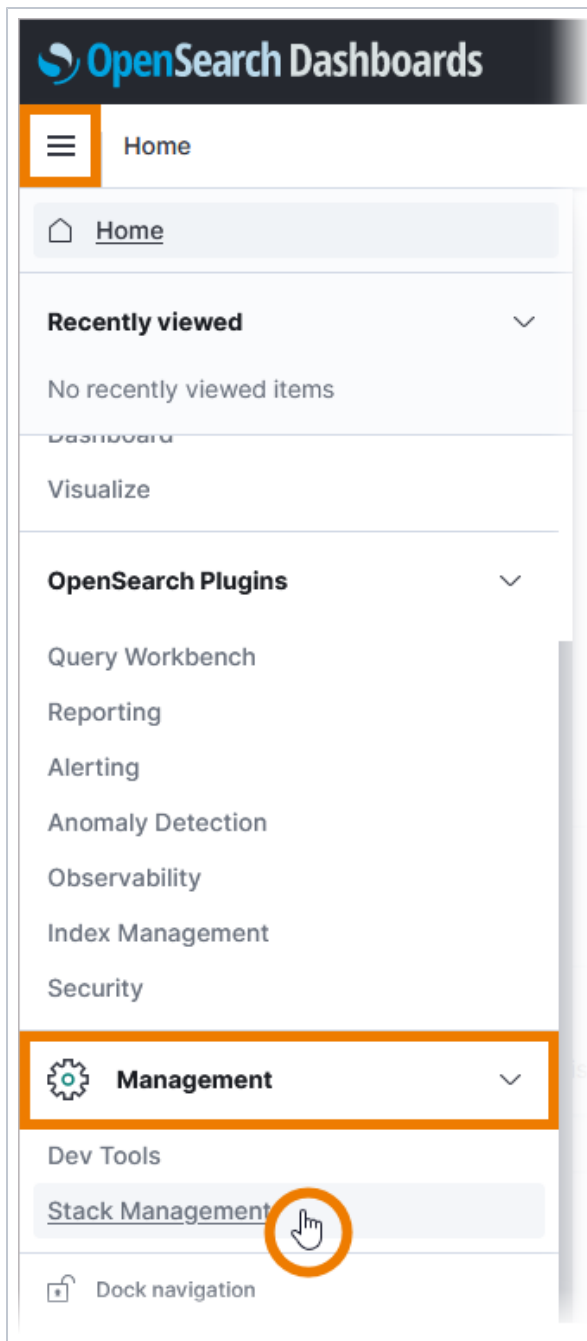 OpenSearch Dashboards
Home
Home
Recently viewed
No recently viewed items
Dashboard
Visualize
OpenSearch Plugins
Query Workbench
Reporting
Alerting
Anomaly Detection
Observability
Index Management
Security
Management
Dev Tools
Stack Management
Dock navigation